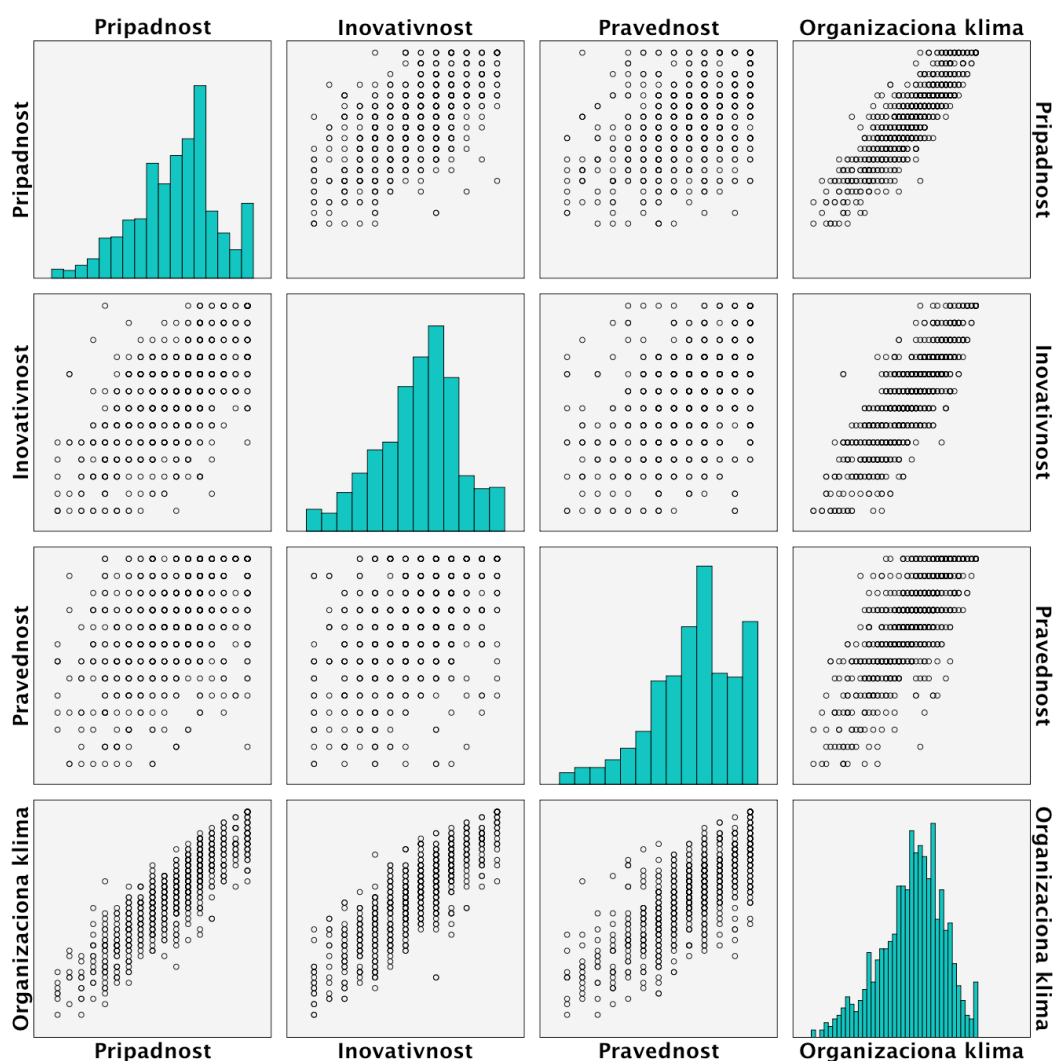 Pripadnost Inovativnost Pravednost Organizaciona klima
Pripadnost
Pripadnost
Inovativnost
Inovativnost
Pravednost
Pravednost
Organizaciona klima
Organizaciona klima
Pripadnost Inovativnost Pravednost Organizaciona klima